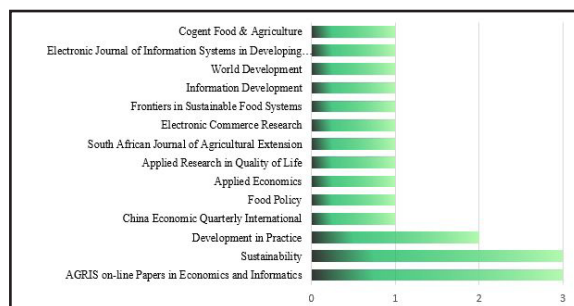 Cogent Food & Agriculture
Electronic Journal of Information Systems in Developing…
World Development
Information Development
Frontiers in Sustainable Food Systems
Electronic Commerce Research
South African Journal of Agricultural Extension
Applied Research in Quality of Life
Applied Economics
Food Policy
China Economic Quarterly International
Development in Practice
Sustainability
AGRIS on-line Papers in Economics and Informatics
0 1 2 3